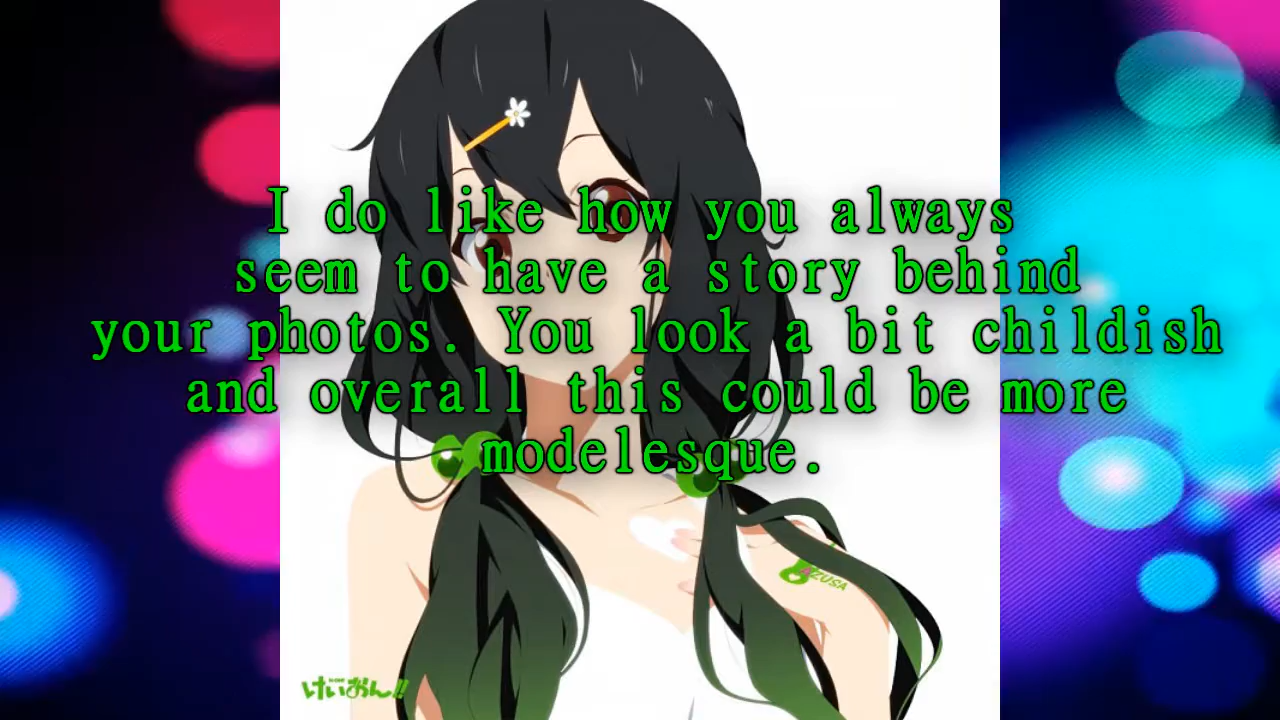 I do like how you always
seem to have a story behind
your photos. You look a bit childish
and overall this could be more
modelesque.
AZUSA
けいおん!!